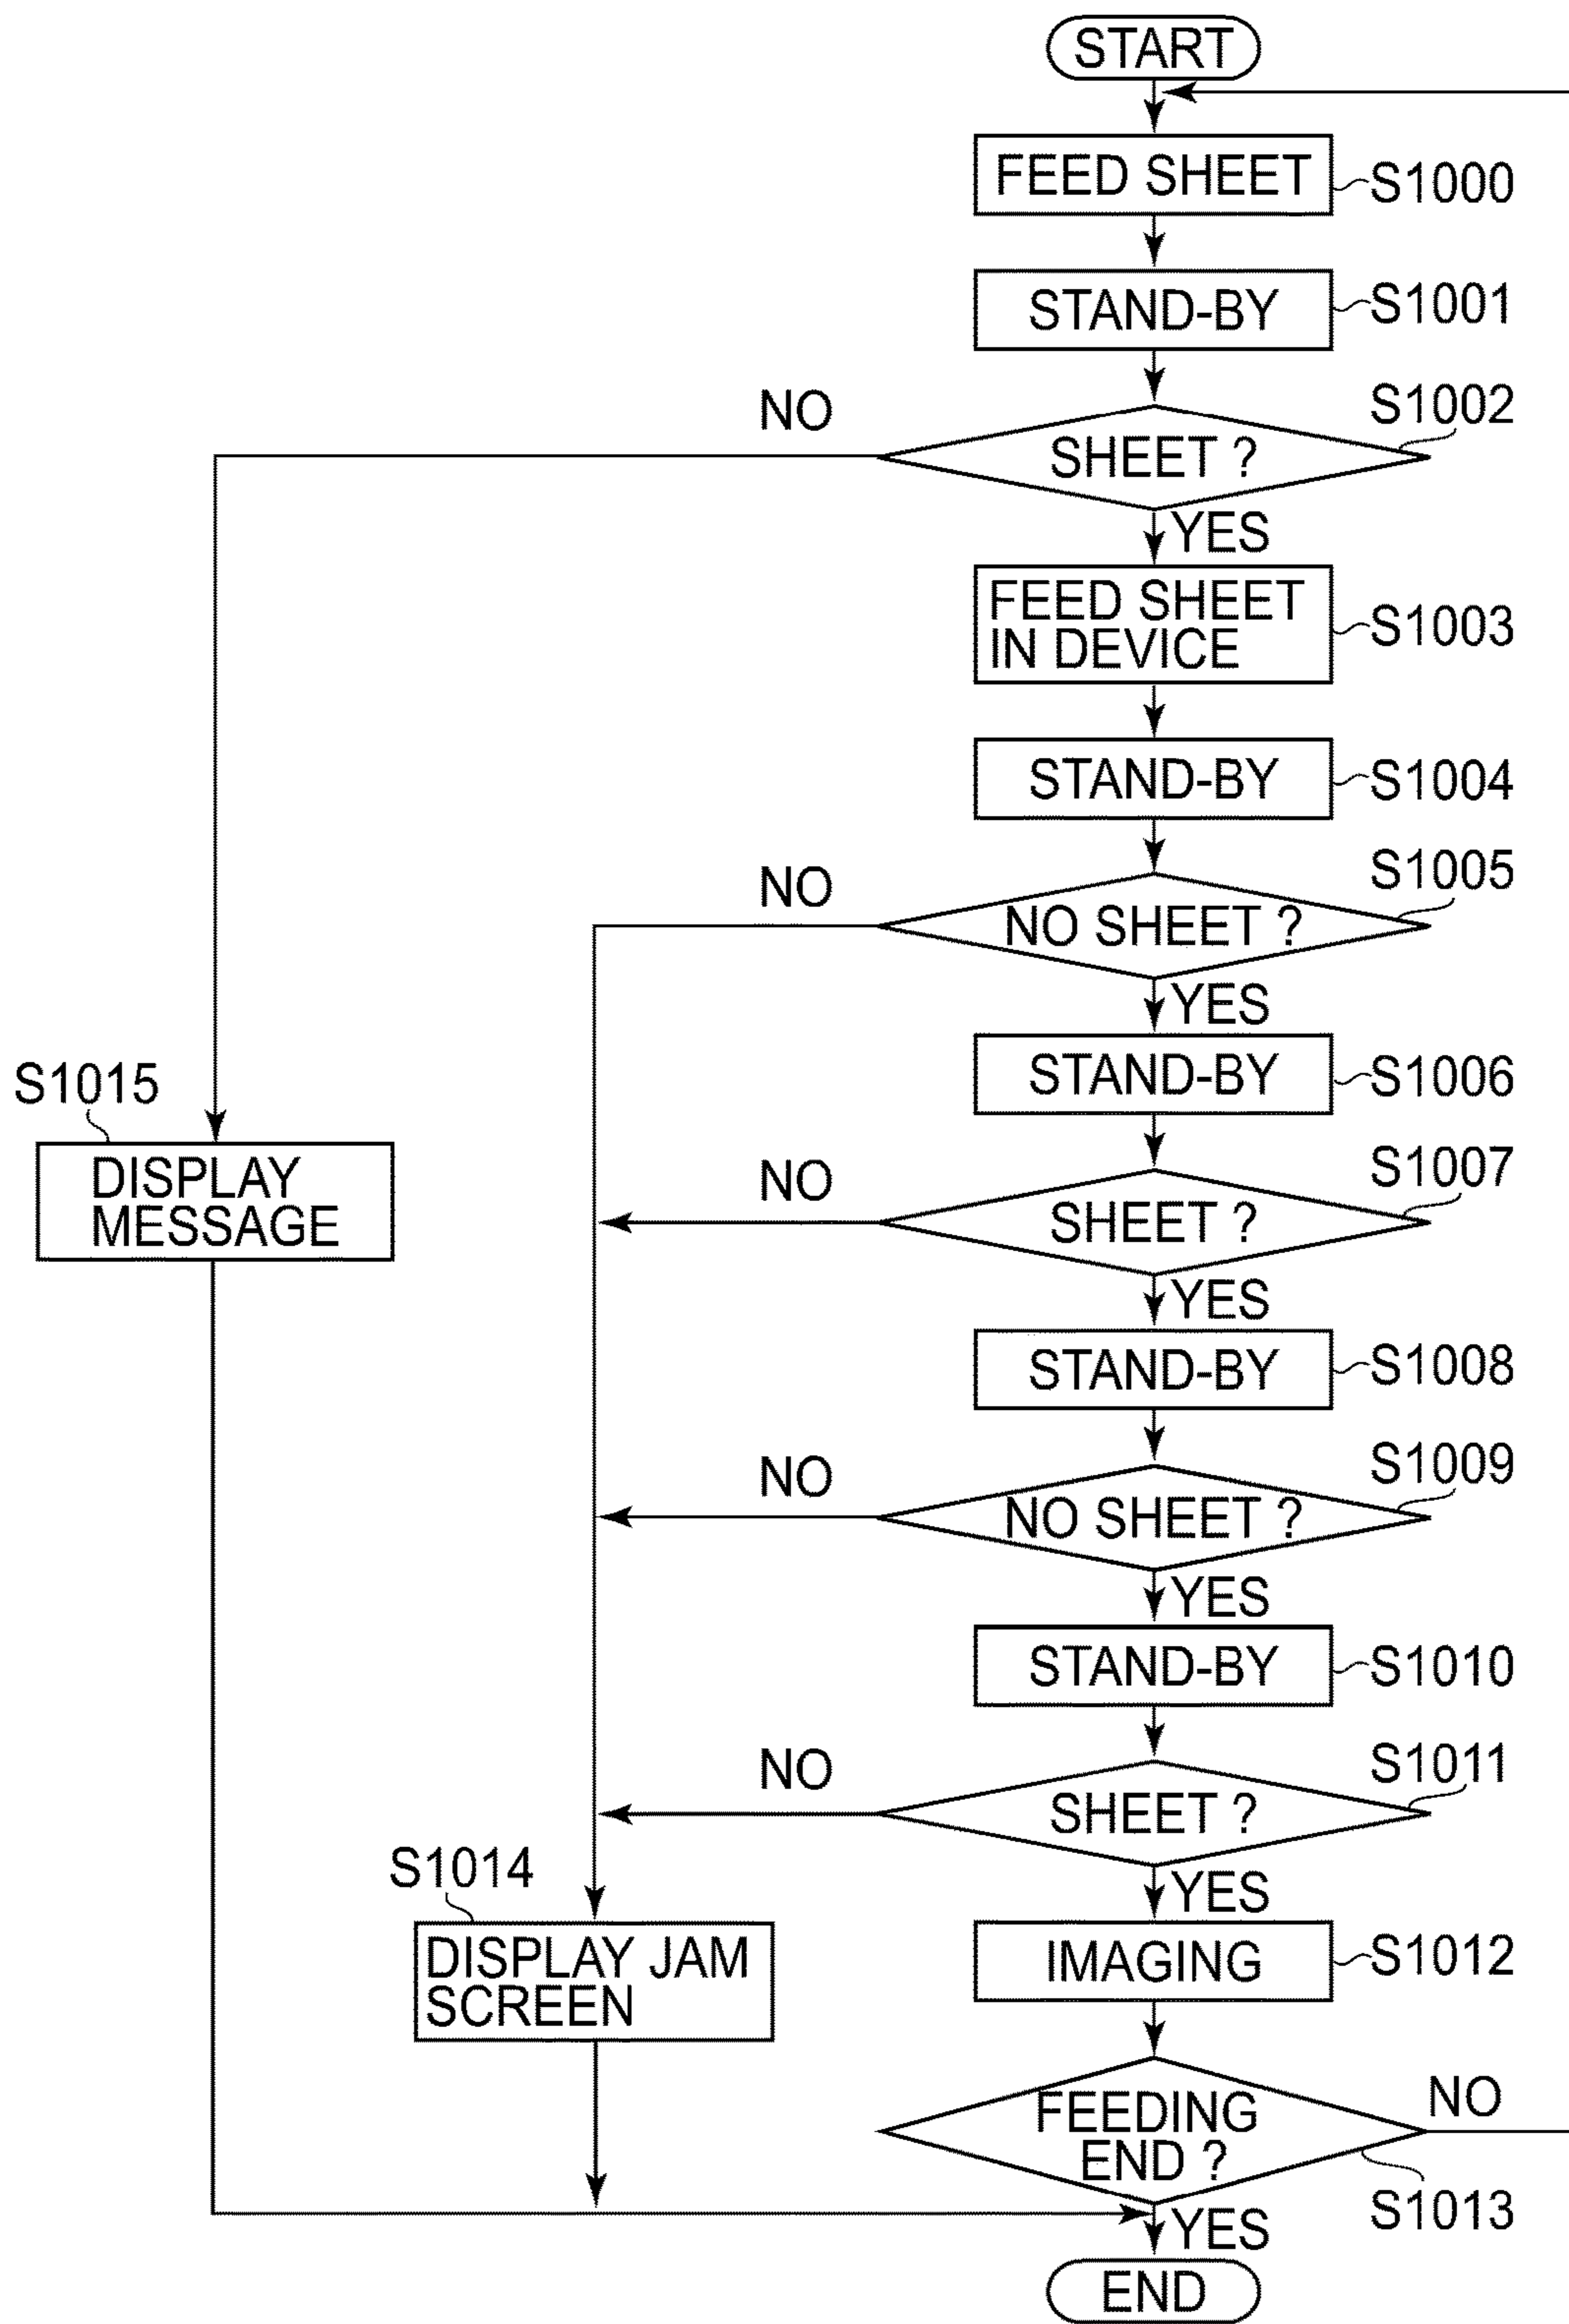 START
FEED SHEET
S1000
STAND-BY
S1001
S1002
NO
SHEET ?
YES
FEED SHEET
IN DEVICE
S1003
STAND-BY
S1004
S1005
NO
NO SHEET ?
YES
STAND-BY
S1006
S1015
DISPLAY
MESSAGE
S1007
NO
SHEET ?
YES
STAND-BY
S1008
S1009
NO
NO SHEET ?
YES
STAND-BY
S1010
S1011
NO
SHEET ?
YES
S1014
DISPLAY JAM
SCREEN
IMAGING
S1012
FEEDING
END ?
NO
S1013
YES
END